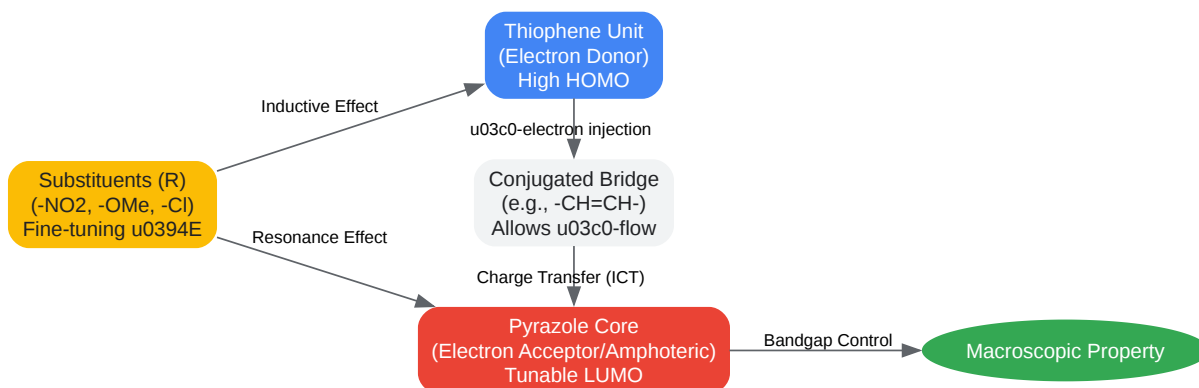 Thiophene Unit
(Electron Donor)
High HOMO
Inductive Effect
u03c0-electron injection
Substituents (R)
(-NO2, -OMe, -Cl)
Fine-tuning u0394E
Conjugated Bridge
(e.g., -CH=CH-)
Allows u03c0-flow
Resonance Effect
Charge Transfer (ICT)
Pyrazole Core
(Electron Acceptor/Amphoteric)
Tunable LUMO
Bandgap Control
Macroscopic Property